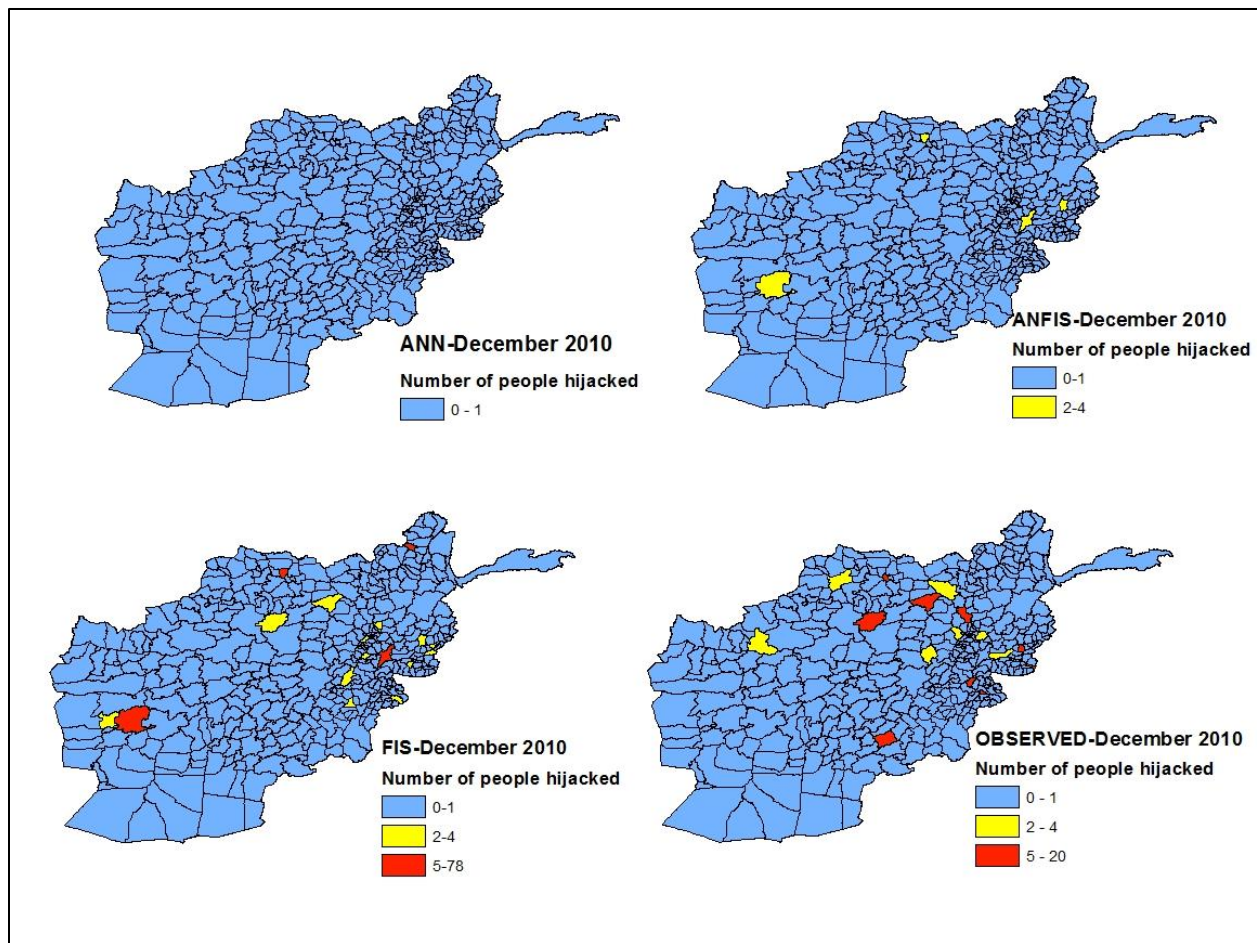 ANN-December 2010
Number of people hijacked
0 - 1
ANFIS-December 2010
Number of people hijacked
0-1
2-4
FIS-December 2010
Number of people hijacked
0-1
2-4
5-78
OBSERVED-December 2010
Number of people hijacked
0 - 1
2 - 4
5 - 20